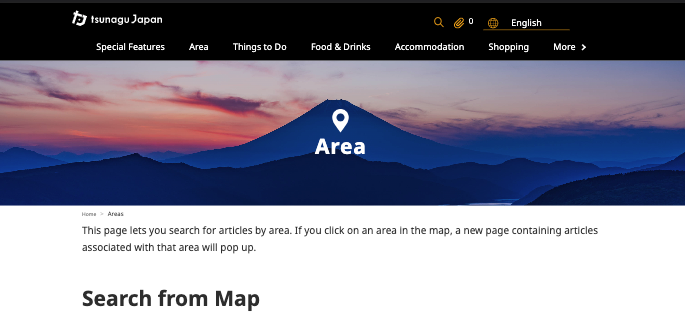 tsunagu Japan
0
English
Special Features Area Things to Do Food & Drinks Accommodation Shopping More
Area
Home > Areas
This page lets you search for articles by area. If you click on an area in the map, a new page containing articles
associated with that area will pop up.
Search from Map